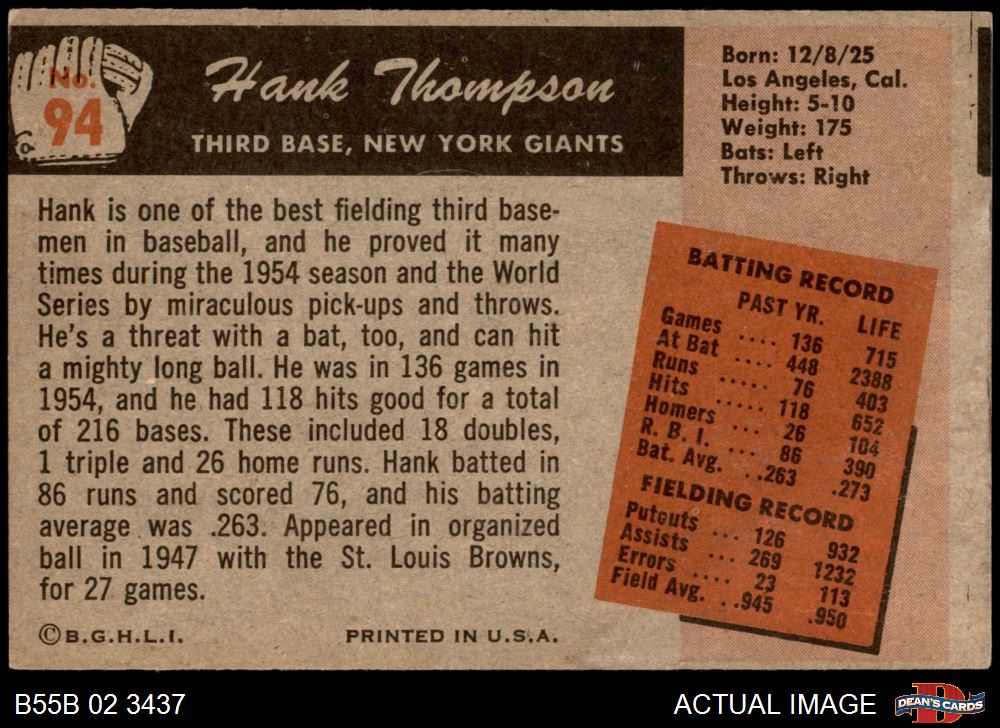 No.
94
Hank Thompson
THIRD BASE, NEW YORK GIANTS
Born: 12/8/25
Los Angeles, Cal.
Height: 5-10
Weight: 175
Bats: Left
Throws: Right
Hank is one of the best fielding third base-
men in baseball, and he proved it many
times during the 1954 season and the World
Series by miraculous pick-ups and throws.
He's a threat with a bat, too, and can hit
a mighty long ball. He was in 136 games in
1954, and he had 118 hits good for a total
of 216 bases. These included 18 doubles,
1 triple and 26 home runs. Hank batted in
86 runs and scored 76, and his batting
average was .263. Appeared in organized
ball in 1947 with the St. Louis Browns,
for 27 games.
BATTING RECORD
PAST YR. LIFE
Games .... 136 715
At Bat .... 448 2388
Runs ..... 76 403
Hits ..... 118 652
Homers ... 26 104
R. B. I. ... 86 390
Bat. Avg. ..263 .273
FIELDING RECORD
Putouts ... 126 932
Assists ... 269 1232
Errors .... 23 113
Field Avg. ..945 .950
©B.G.H.L.I. PRINTED IN U.S.A.
B55B 02 3437 ACTUAL IMAGE DEAN'S CARDS